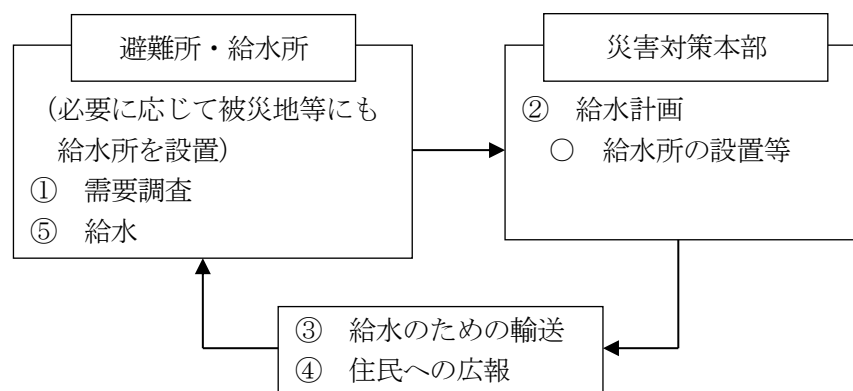 避難所・給水所
（必要に応じて被災地等にも
給水所を設置）
① 需要調査
⑤ 給水
災害対策本部
② 給水計画
○ 給水所の設置等
③ 給水のための輸送
④ 住民への広報